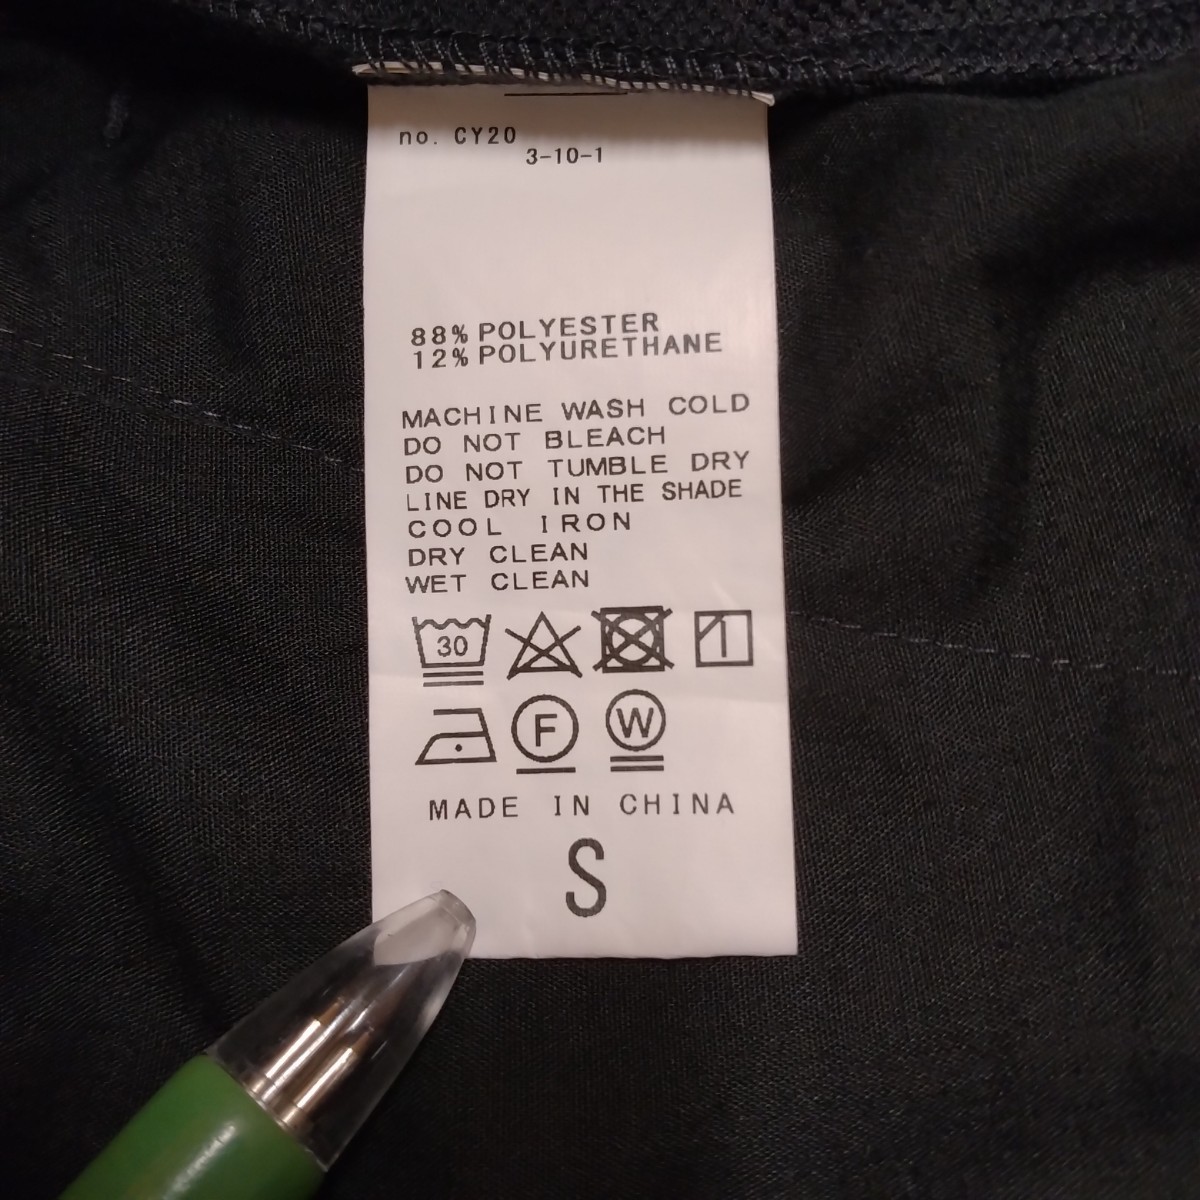 no. CY20
3-10-1
88% POLYESTER
12% POLYURETHANE
MACHINE WASH COLD
DO NOT BLEACH
DO NOT TUMBLE DRY
LINE DRY IN THE SHADE
COOL IRON
DRY CLEAN
WET CLEAN
30
F W
MADE IN CHINA
S